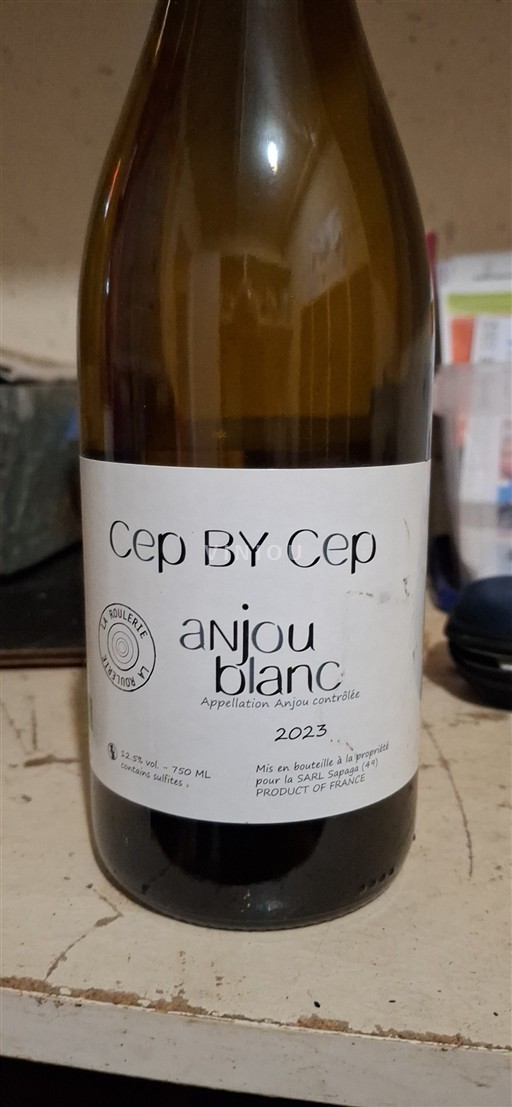 Cep BY Cep
VINJOU
LA ROULERIE LA ROULERIE
aNjou
blanc
Appellation Anjou contrôlée
2023
12.5% vol. - 750 ML
contains sulfites .
Mis en bouteille à la propriété
pour la SARL Sapaga (49)
PRODUCT OF FRANCE